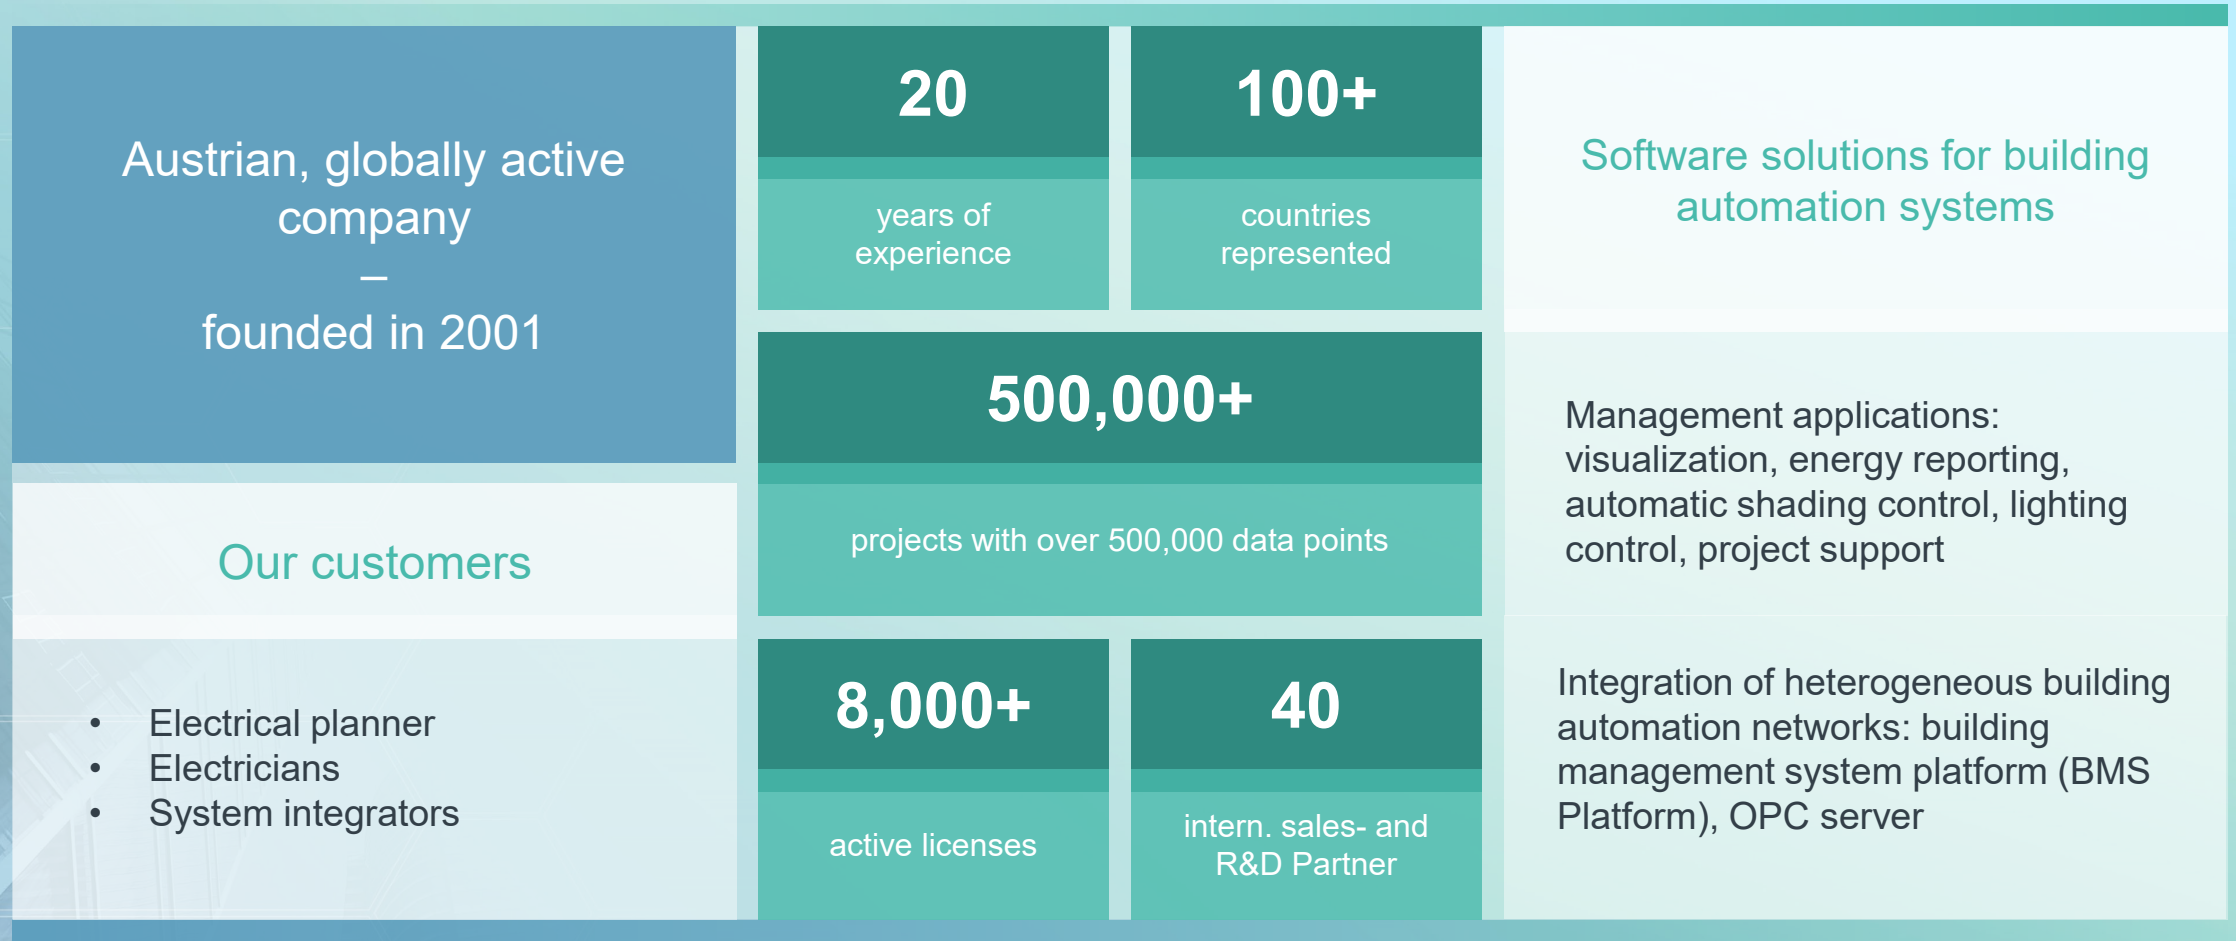 Austrian, globally active
company
–
founded in 2001
Our customers
• Electrical planner
• Electricians
• System integrators
20
years of
experience
100+
countries
represented
500,000+
projects with over 500,000 data points
8,000+
active licenses
40
intern. sales- and
R&D Partner
Software solutions for building
automation systems
Management applications:
visualization, energy reporting,
automatic shading control, lighting
control, project support
Integration of heterogeneous building
automation networks: building
management system platform (BMS
Platform), OPC server